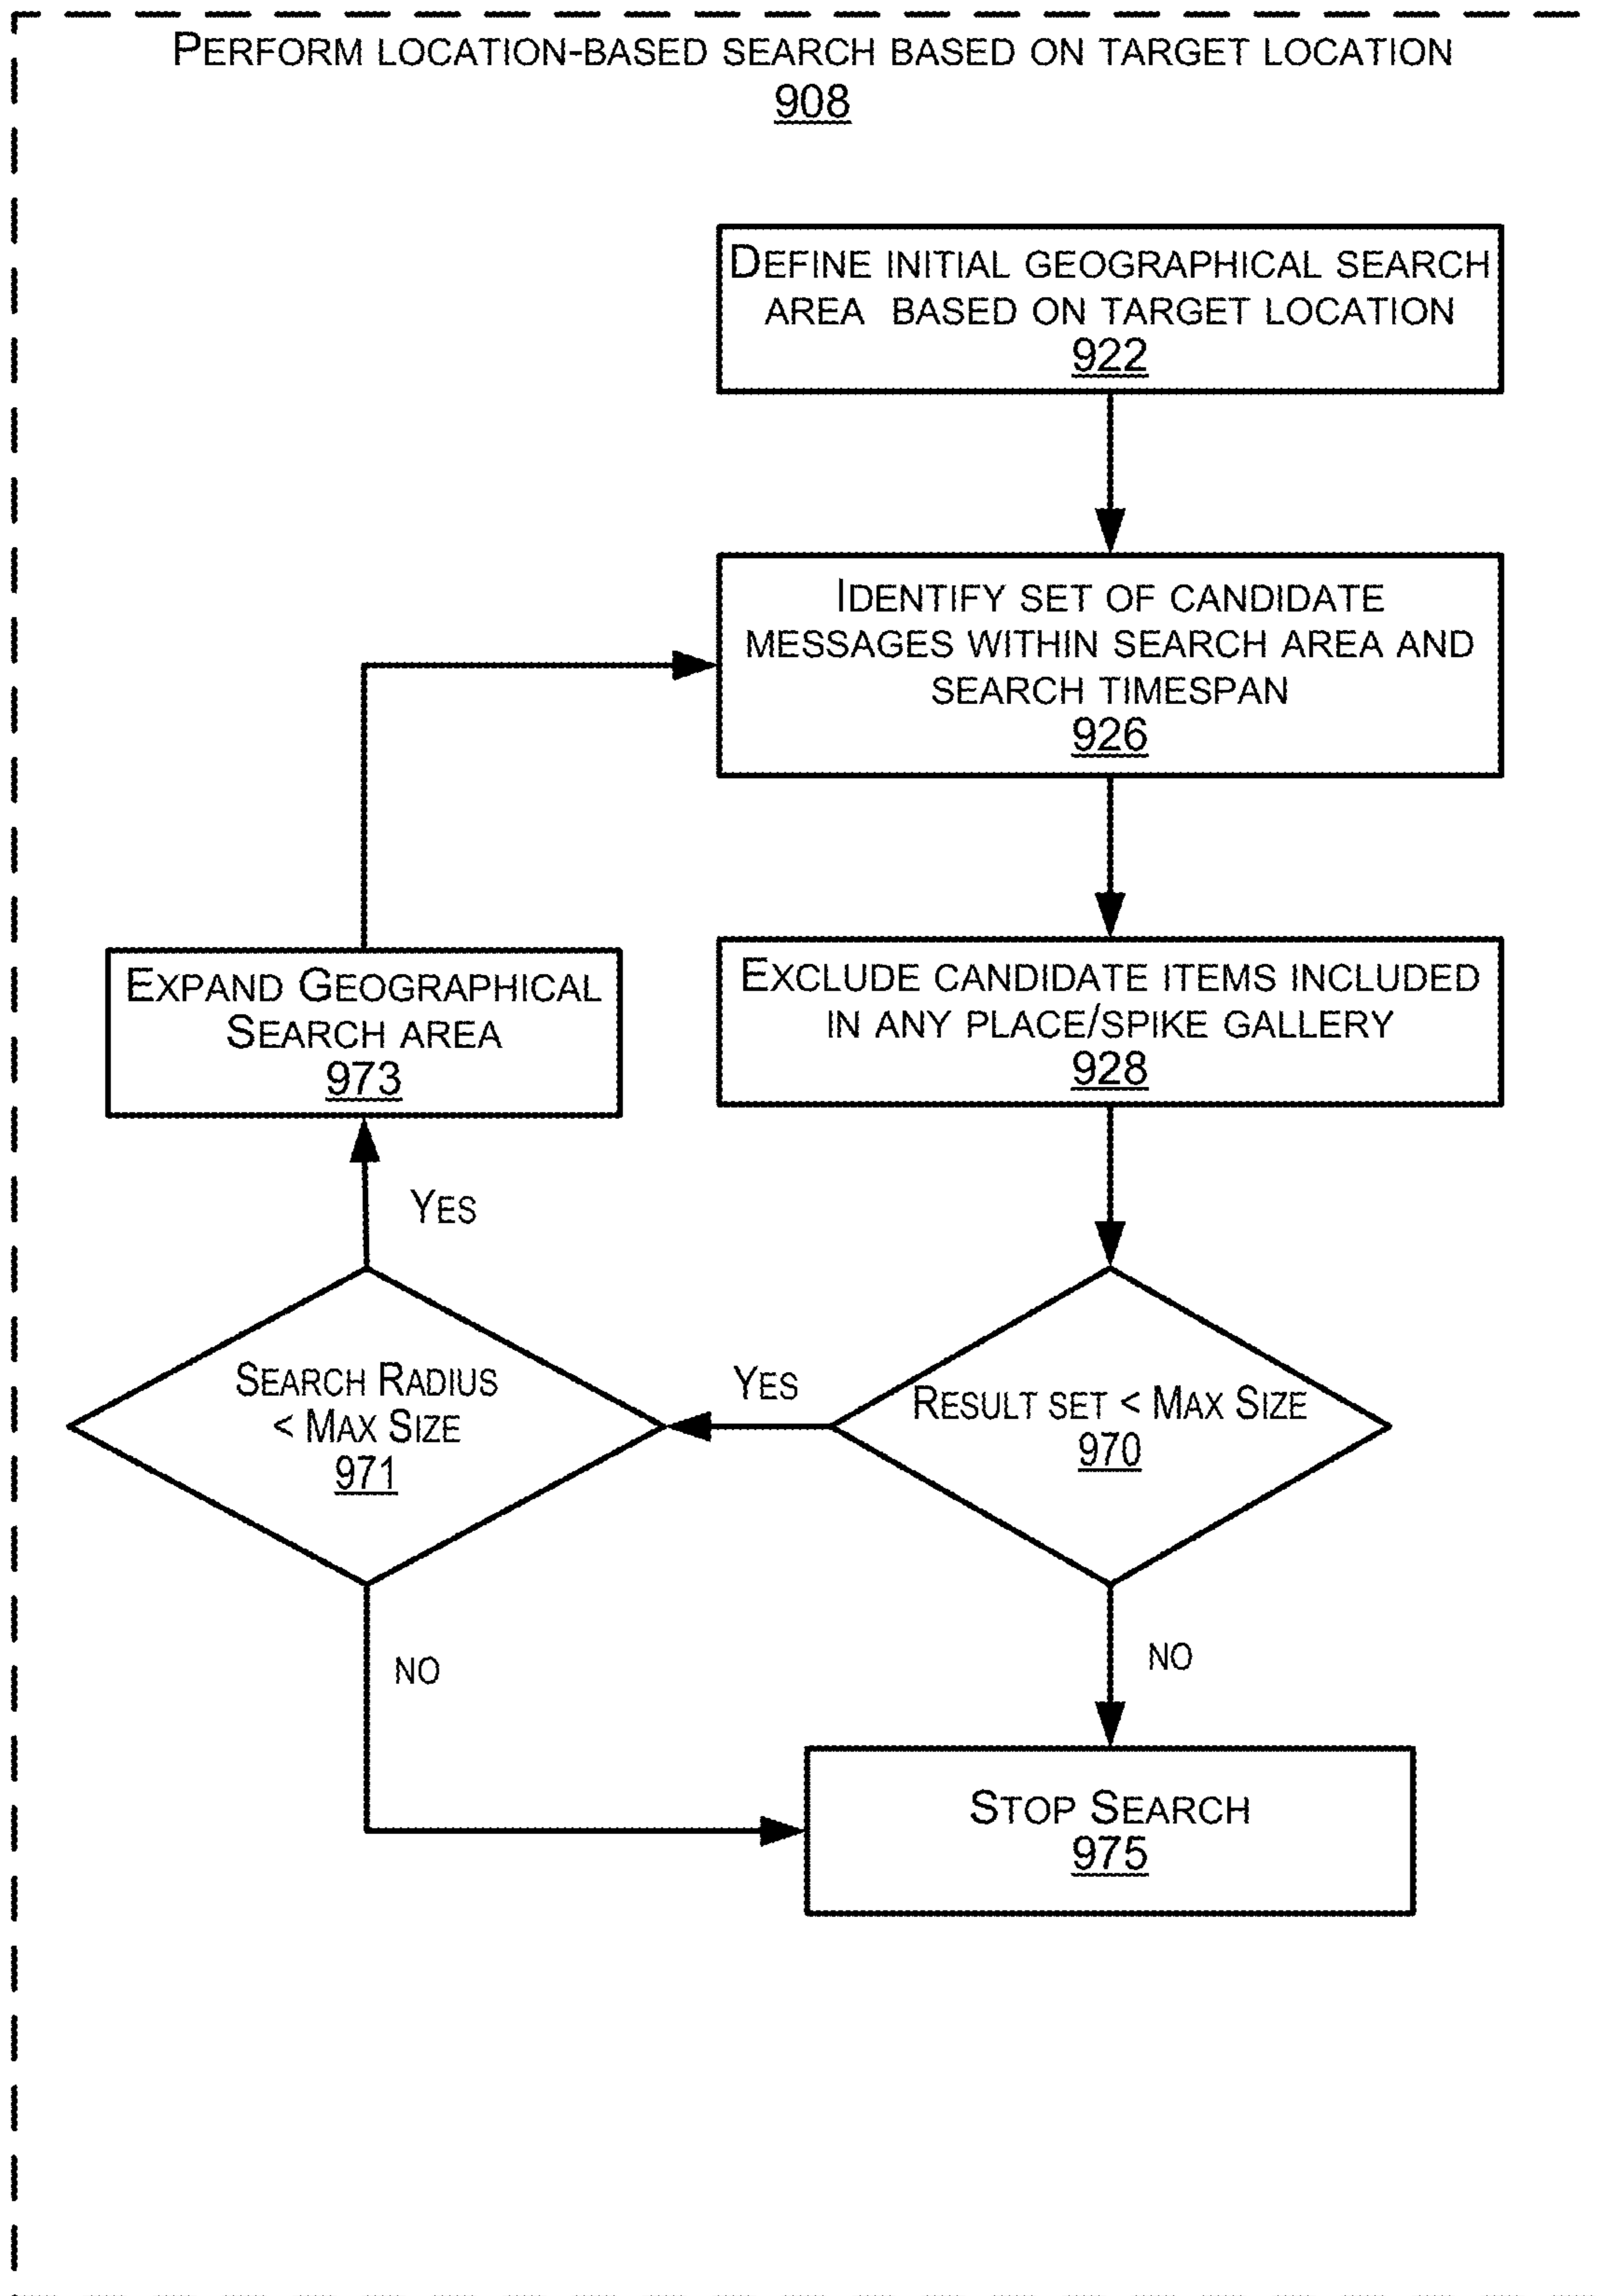 PERFORM LOCATION-BASED SEARCH BASED ON TARGET LOCATION
908
DEFINE INITIAL GEOGRAPHICAL SEARCH
AREA BASED ON TARGET LOCATION
922
IDENTIFY SET OF CANDIDATE
MESSAGES WITHIN SEARCH AREA AND
SEARCH TIMESPAN
926
EXPAND GEOGRAPHICAL
SEARCH AREA
973
EXCLUDE CANDIDATE ITEMS INCLUDED
IN ANY PLACE/SPIKE GALLERY
928
YES
SEARCH RADIUS
< MAX SIZE
971
YES
RESULT SET < MAX SIZE
970
NO
NO
STOP SEARCH
975